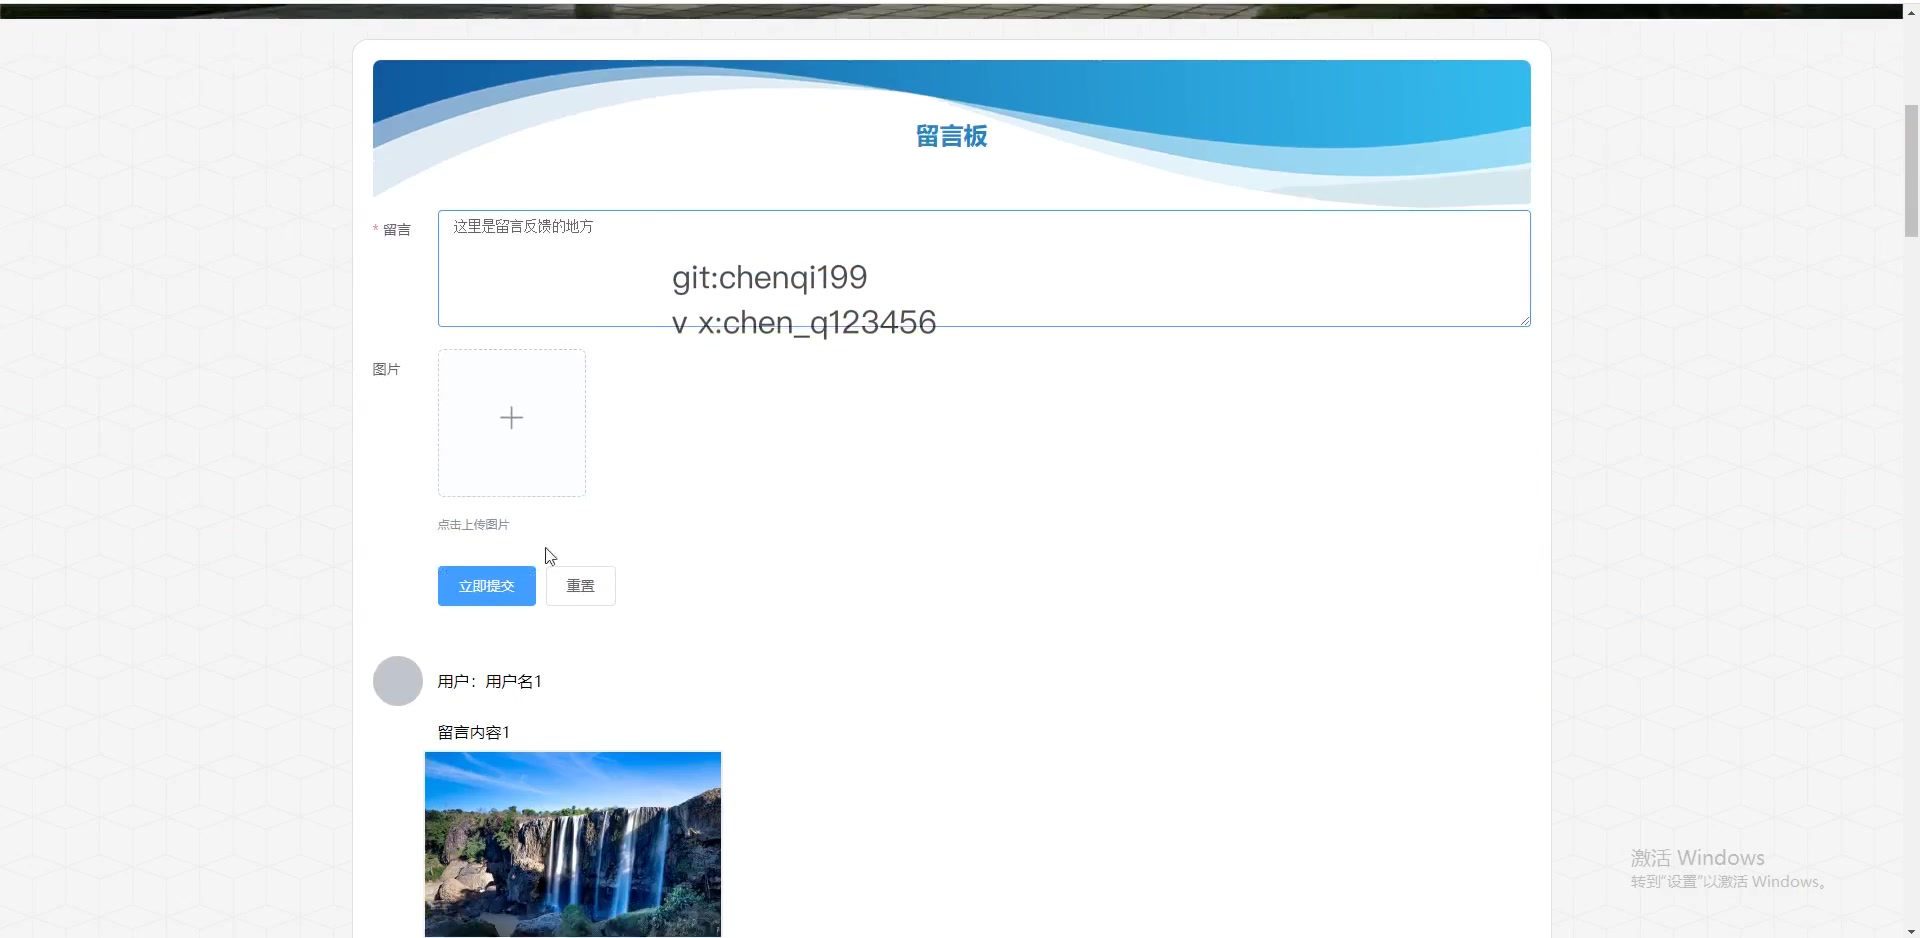 留言板
* 留言
这里是留言反馈的地方
git:chenqi199
v x:chen_q123456
图片
点击上传图片
立即提交
重置
用户：用户名1
留言内容1
激活 Windows
转到“设置”以激活 Windows。